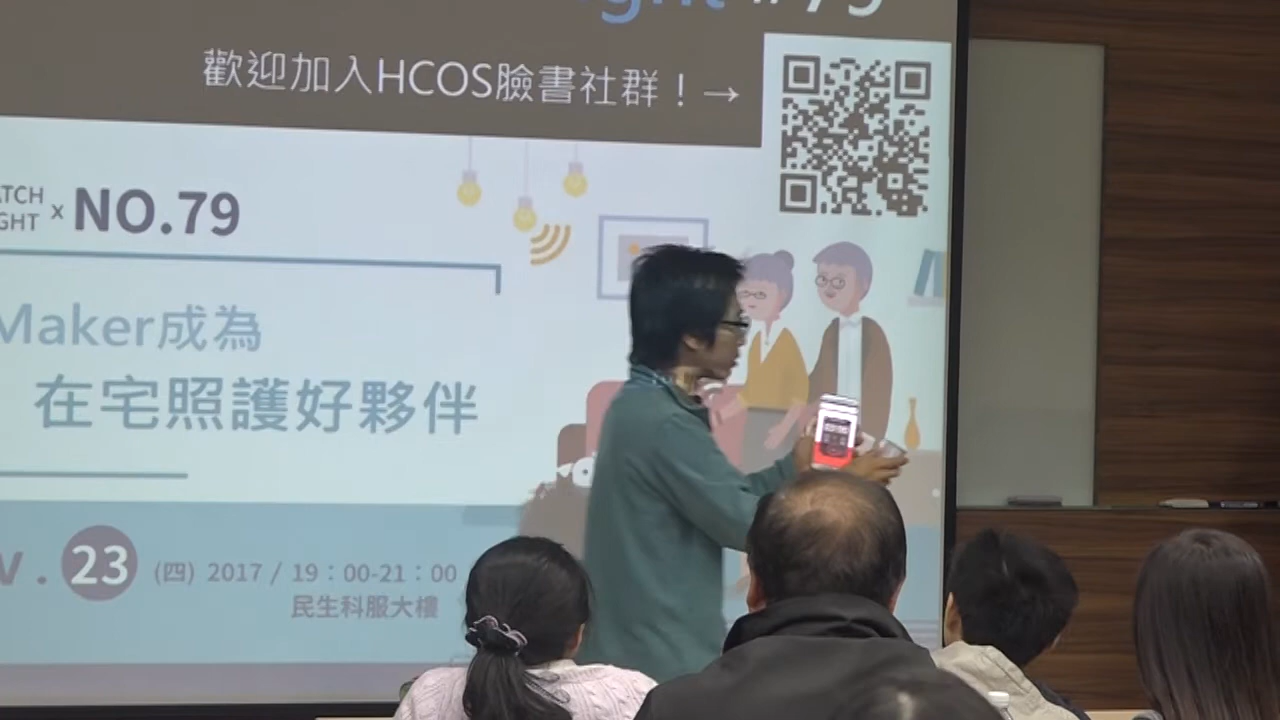 #79
歡迎加入HCOS臉書社群！→
x NO.79
Maker成為
在宅照護好夥伴
23 (四) 2017 / 19：00-21：00
民生科服大樓